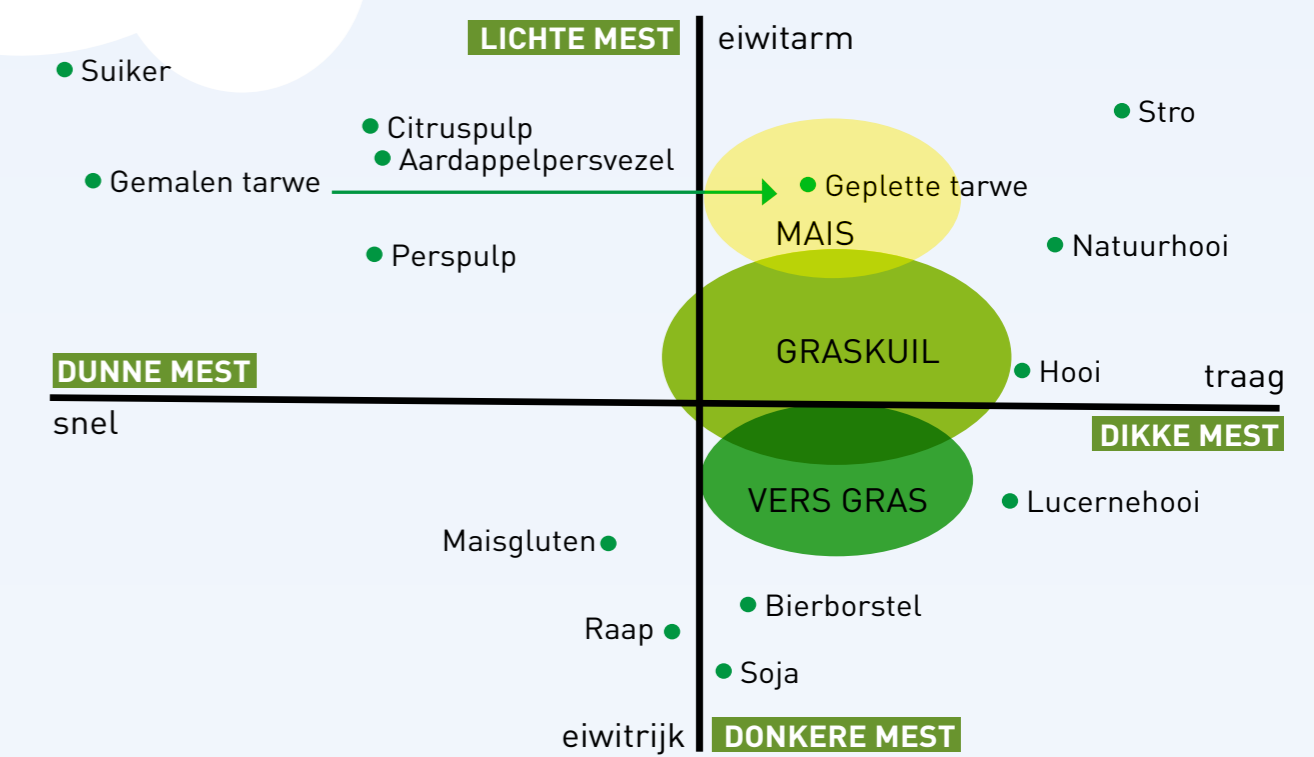 LICHTE MEST
eiwitarm
Suiker
Stro
Citruspulp
Aardappelpersvezel
Gemalen tarwe
Geplette tarwe
MAIS
Natuurhooi
Perspulp
GRASKUIL
DUNNE MEST
Hooi
traag
snel
DIKKE MEST
VERS GRAS
Lucernehooi
Maisgluten
Bierborstel
Raap
Soja
eiwitrijk
DONKERE MEST